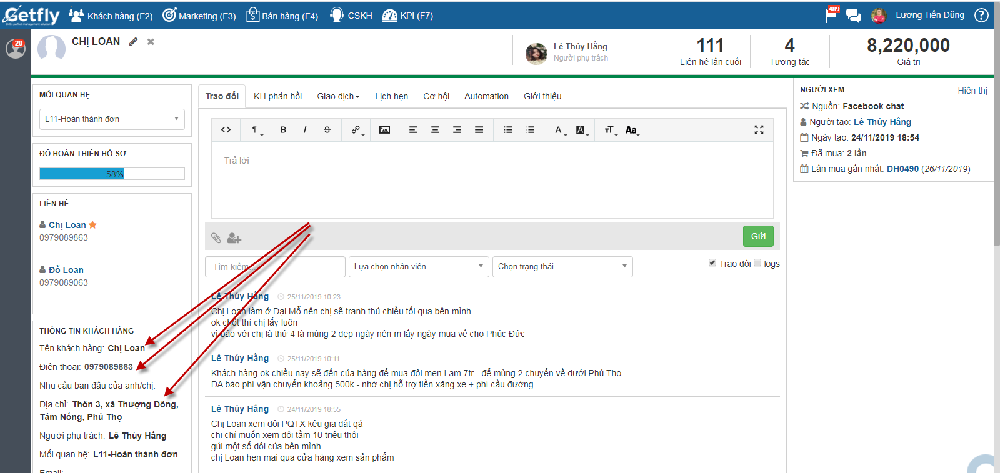 Getfly
Khách hàng (F2)
Marketing (F3)
Bán hàng (F4)
CSKH
KPI (F7)
489
Lương Tiến Dũng
20
CHỊ LOAN
Lê Thúy Hằng
Người phụ trách
111
Liên hệ lần cuối
4
Tương tác
8,220,000
Giá trị
MỐI QUAN HỆ
L11-Hoàn thành đơn
ĐỘ HOÀN THIỆN HỒ SƠ
58%
LIÊN HỆ
Chị Loan
0979089863
Đỗ Loan
0979089063
THÔNG TIN KHÁCH HÀNG
Tên khách hàng: Chị Loan
Điện thoại: 0979089863
Nhu cầu ban đầu của anh/chị:
Địa chỉ: Thôn 3, xã Thượng Đông,
Tâm Nồng, Phú Thọ
Người phụ trách: Lê Thúy Hằng
Mối quan hệ: L11-Hoàn thành đơn
Email:
Trao đổi
KH phản hồi
Giao dịch
Lịch hẹn
Cơ hội
Automation
Giới thiệu
Trả lời
Gửi
Tìm kiếm...
Lựa chọn nhân viên
Chọn trạng thái
Trao đổi
logs
Lê Thúy Hằng 25/11/2019 10:23
Chị Loan làm ở Đại Mỗ nên chị sẽ tranh thủ chiều tối qua bên mình
ok chốt thì chị lấy luôn
vì báo với chị là thứ 4 là mùng 2 đẹp ngày nên m lấy ngày mua về cho Phúc Đức
Lê Thúy Hằng 25/11/2019 10:11
Khách hàng ok chiều nay sẽ đến của hàng để mua đôi men Lam 7tr - để mùng 2 chuyển về dưới Phú Thọ
ĐA báo phí vận chuyển khoảng 500k - nhờ chị hỗ trợ tiền xăng xe + phí cầu đường
Lê Thúy Hằng 24/11/2019 18:55
Chị Loan xem đôi PQTX kêu gia đắt qá
chị chỉ muốn xem đôi tầm 10 triệu thôi
gủi một số dôi của bên mình
chị Loan hẹn mai qua cửa hàng xem sản phẩm
NGƯỜI XEM
Hiển thị
Nguồn: Facebook chat
Người tạo: Lê Thúy Hằng
Ngày tạo: 24/11/2019 18:54
Đã mua: 2 lần
Lần mua gần nhất: DH0490 (26/11/2019)